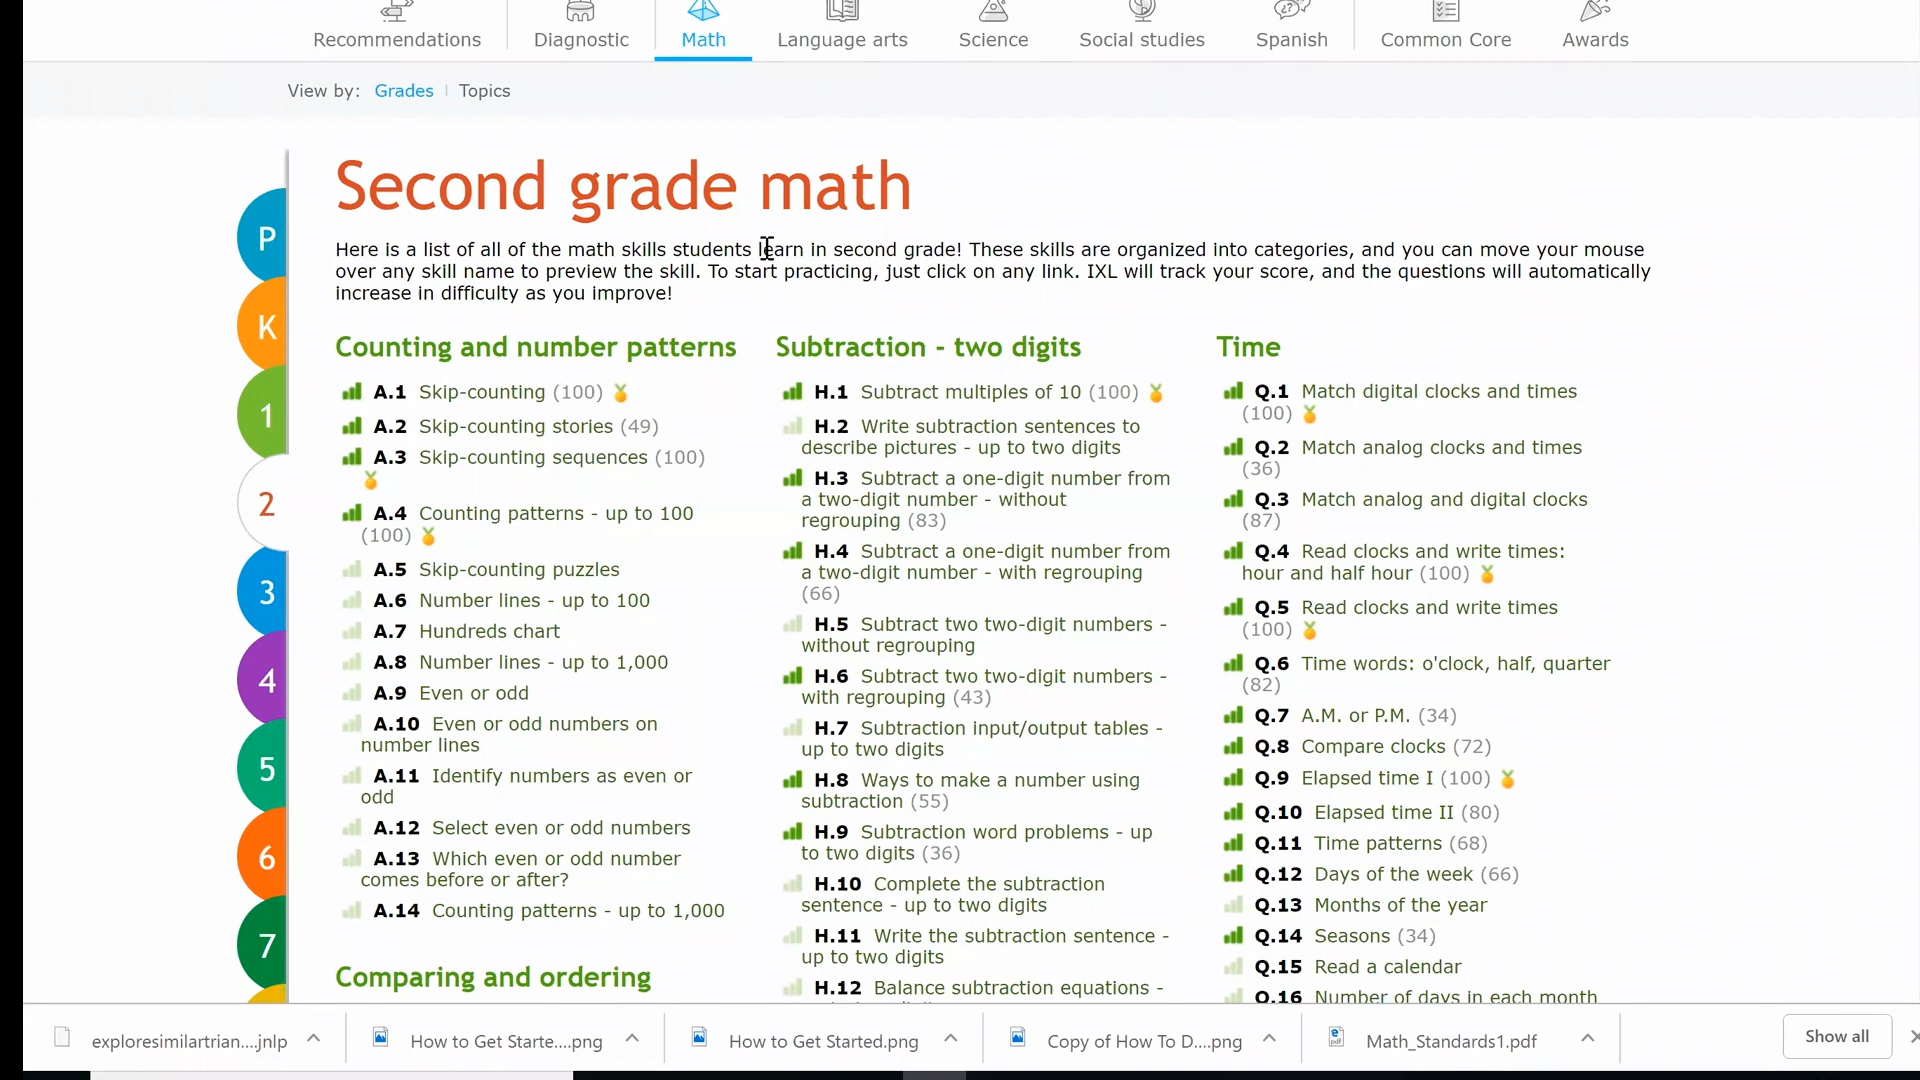 Recommendations
Diagnostic
Math
Language arts
Science
Social studies
Spanish
Common Core
Awards
View by: Grades | Topics
P
K
1
2
3
4
5
6
7
Second grade math
Here is a list of all of the math skills students learn in second grade! These skills are organized into categories, and you can move your mouse
over any skill name to preview the skill. To start practicing, just click on any link. IXL will track your score, and the questions will automatically
increase in difficulty as you improve!
Counting and number patterns
A.1 Skip-counting (100)
A.2 Skip-counting stories (49)
A.3 Skip-counting sequences (100)
A.4 Counting patterns - up to 100
(100)
A.5 Skip-counting puzzles
A.6 Number lines - up to 100
A.7 Hundreds chart
A.8 Number lines - up to 1,000
A.9 Even or odd
A.10 Even or odd numbers on
number lines
A.11 Identify numbers as even or
odd
A.12 Select even or odd numbers
A.13 Which even or odd number
comes before or after?
A.14 Counting patterns - up to 1,000
Comparing and ordering
Subtraction - two digits
H.1 Subtract multiples of 10 (100)
H.2 Write subtraction sentences to
describe pictures - up to two digits
H.3 Subtract a one-digit number from
a two-digit number - without
regrouping (83)
H.4 Subtract a one-digit number from
a two-digit number - with regrouping
(66)
H.5 Subtract two two-digit numbers -
without regrouping
H.6 Subtract two two-digit numbers -
with regrouping (43)
H.7 Subtraction input/output tables -
up to two digits
H.8 Ways to make a number using
subtraction (55)
H.9 Subtraction word problems - up
to two digits (36)
H.10 Complete the subtraction
sentence - up to two digits
H.11 Write the subtraction sentence -
up to two digits
H.12 Balance subtraction equations -
Time
Q.1 Match digital clocks and times
(100)
Q.2 Match analog clocks and times
(36)
Q.3 Match analog and digital clocks
(87)
Q.4 Read clocks and write times:
hour and half hour (100)
Q.5 Read clocks and write times
(100)
Q.6 Time words: o'clock, half, quarter
(82)
Q.7 A.M. or P.M. (34)
Q.8 Compare clocks (72)
Q.9 Elapsed time I (100)
Q.10 Elapsed time II (80)
Q.11 Time patterns (68)
Q.12 Days of the week (66)
Q.13 Months of the year
Q.14 Seasons (34)
Q.15 Read a calendar
Q.16 Number of days in each month
exploresimilartrian....jnlp
How to Get Starte....png
How to Get Started.png
Copy of How To D....png
Math_Standards1.pdf
Show all